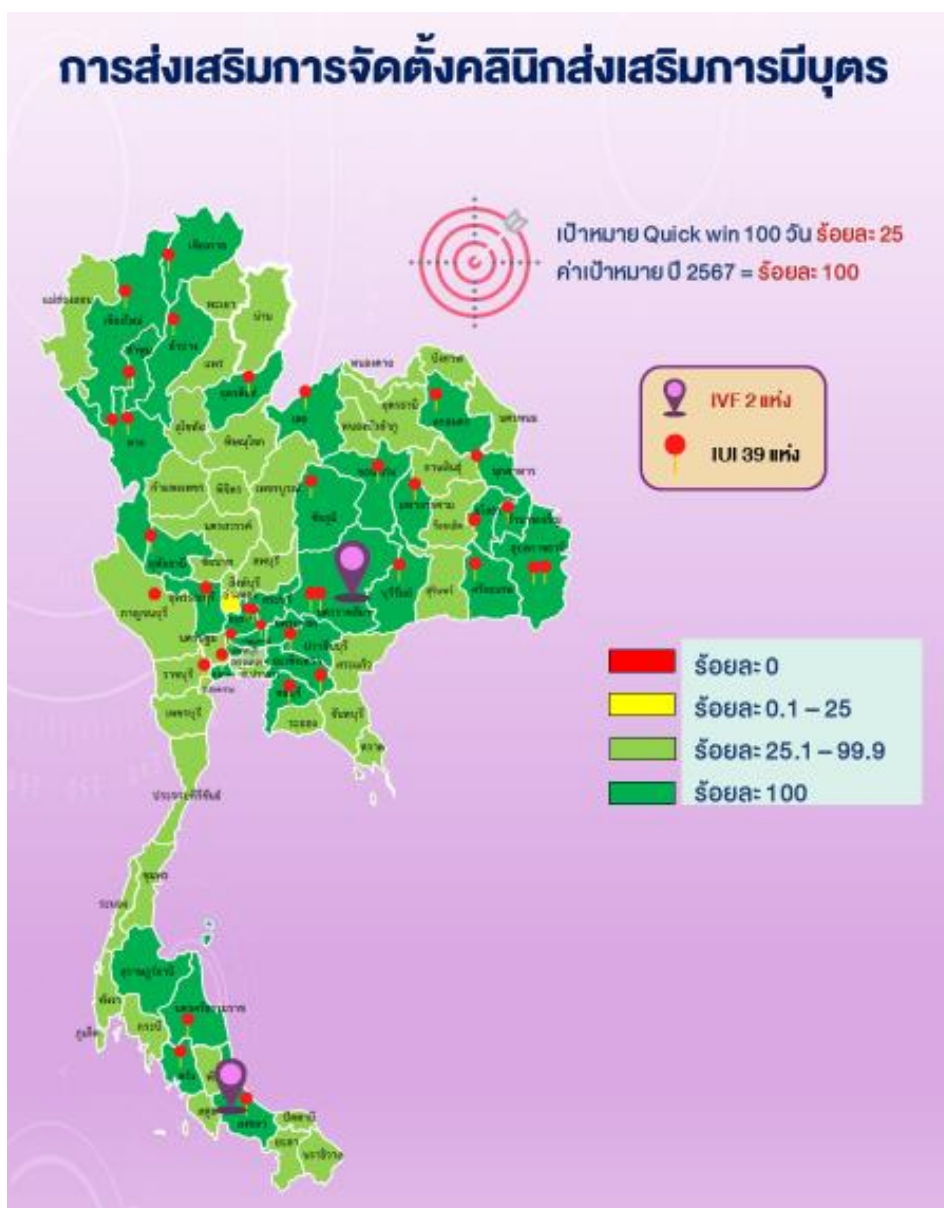 การส่งเสริมการจัดตั้งคลินิกส่งเสริมการมีบุตร
เป้าหมาย Quick win 100 วัน ร้อยละ 25
ค่าเป้าหมาย ปี 2567 = ร้อยละ 100
IVF 2 แห่ง
IUI 39 แห่ง
ร้อยละ 0
ร้อยละ 0.1 – 25
ร้อยละ 25.1 – 99.9
ร้อยละ 100
เชียงราย
แม่ฮ่องสอน
พะเยา
เชียงใหม่
น่าน
ลำพูน
ลำปาง
แพร่
หนองคาย
บึงกาฬ
อุตรดิตถ์
อุดรธานี
เลย
นครพนม
สกลนคร
ตาก
สุโขทัย
หนองบัวลำภู
พิษณุโลก
กาฬสินธุ์
มุกดาหาร
กำแพงเพชร
พิจิตร
เพชรบูรณ์
มหาสารคาม
ชัยภูมิ
ร้อยเอ็ด
นครสวรรค์
อุบลราชธานี
อุทัยธานี
ชัยนาท
ลพบุรี
สิงห์บุรี
บุรีรัมย์
สุรินทร์
ศรีสะเกษ
กาญจนบุรี
สุพรรณบุรี
นครราชสีมา
นครปฐม
ปราจีนบุรี
สระแก้ว
ราชบุรี
เพชรบุรี
ระยอง
จันทบุรี
ตราด
ประจวบคีรีขันธ์
ชุมพร
ระนอง
สุราษฎร์ธานี
พังงา
นครศรีธรรมราช
กระบี่
ภูเก็ต
ตรัง
สงขลา
ปัตตานี
ยะลา
นราธิวาส